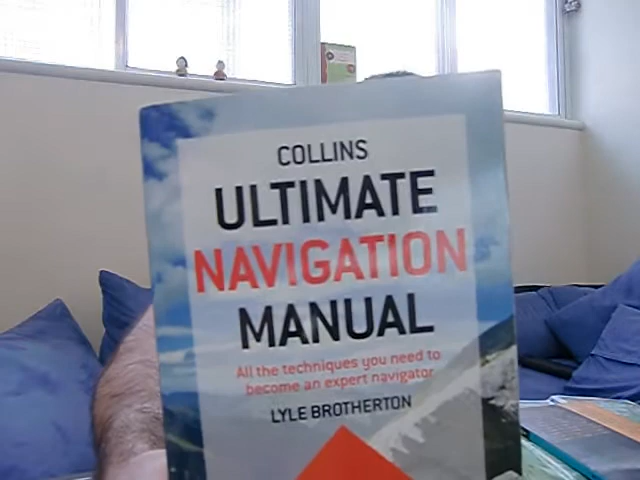 COLLINS
ULTIMATE
NAVIGATION
MANUAL
All the techniques you need to
become an expert navigator
LYLE BROTHERTON